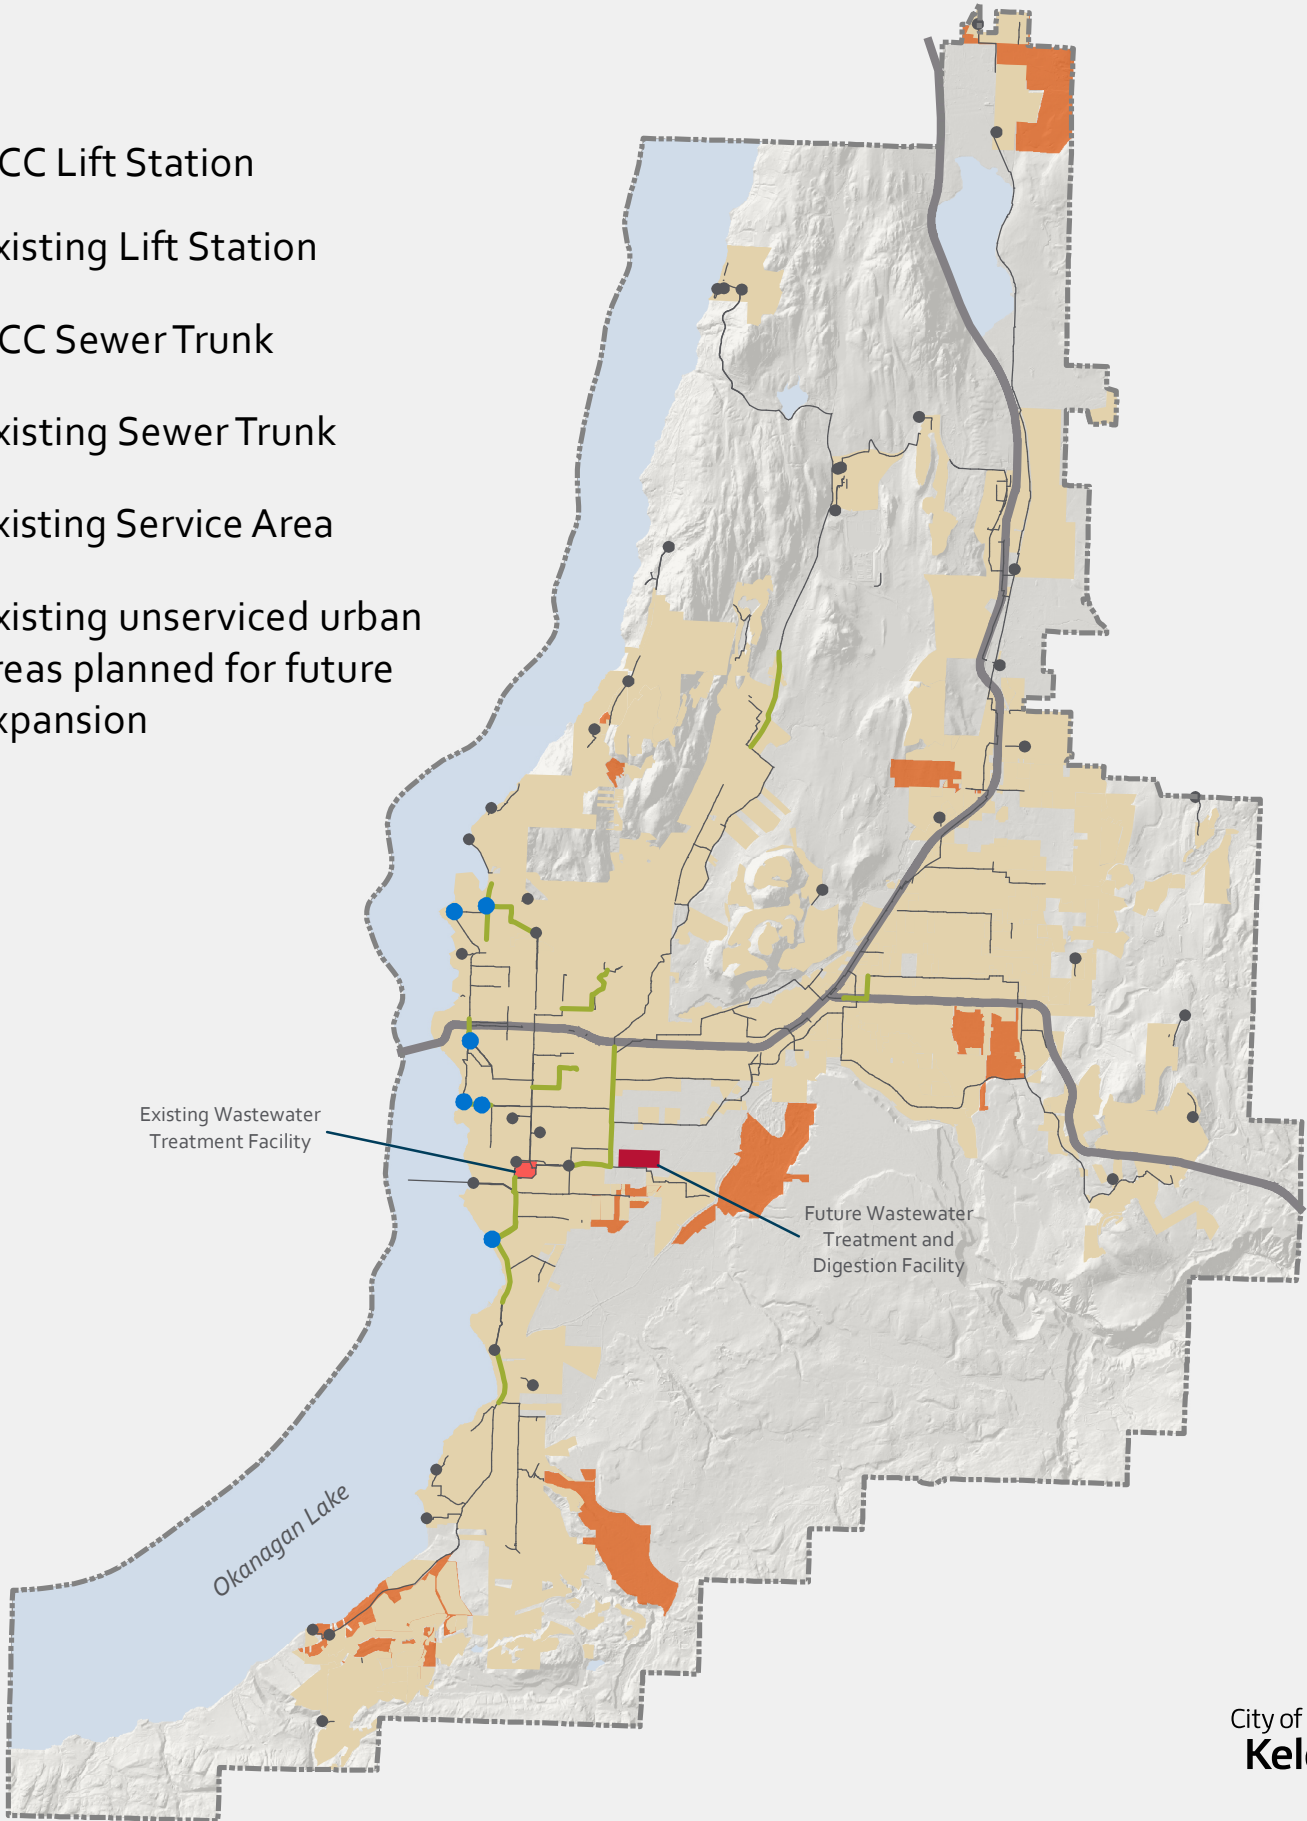 CC Lift Station
xisting Lift Station
CC Sewer Trunk
xisting Sewer Trunk
xisting Service Area
xisting unserviced urban
reas planned for future
xpansion
Existing Wastewater
Treatment Facility
Future Wastewater
Treatment and
Digestion Facility
Okanagan Lake
City of
Kel